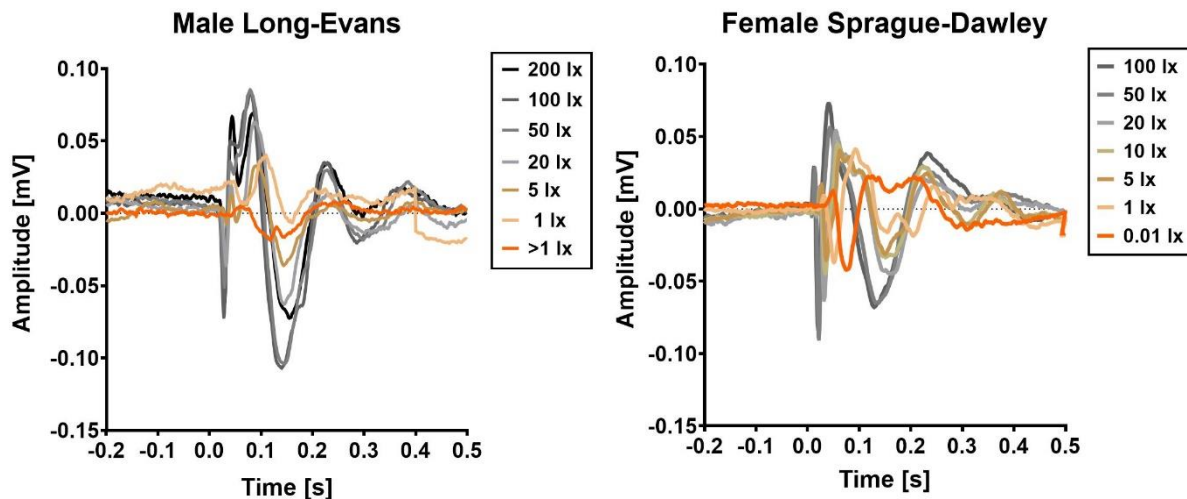 Male Long-Evans
Amplitude [mV]
0.10
0.05
0.00
-0.05
-0.10
-0.15
-0.2 -0.1 0.0 0.1 0.2 0.3 0.4 0.5
Time [s]
200 lx
100 lx
50 lx
20 lx
5 lx
1 lx
>1 lx
Female Sprague-Dawley
Amplitude [mV]
0.10
0.05
0.00
-0.05
-0.10
-0.15
-0.2 -0.1 0.0 0.1 0.2 0.3 0.4 0.5
Time [s]
100 lx
50 lx
20 lx
10 lx
5 lx
1 lx
0.01 lx